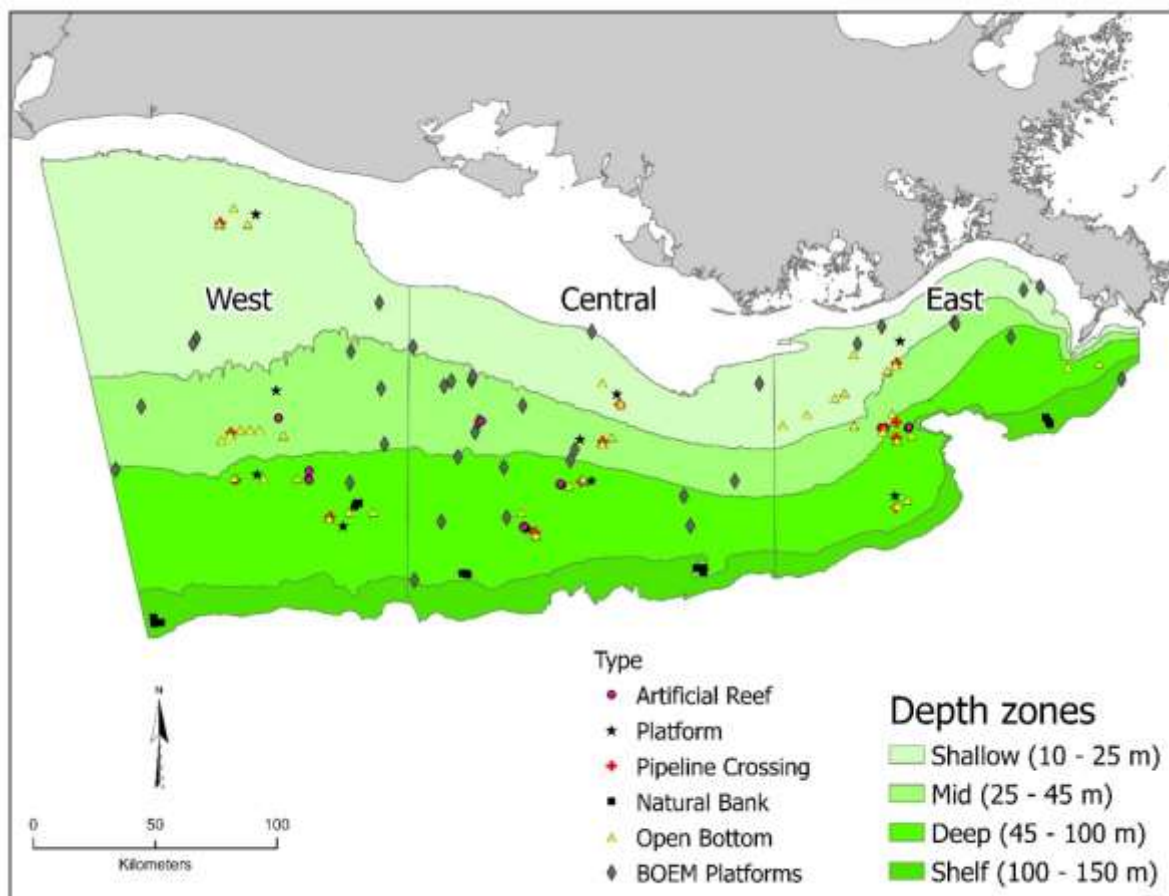 West
Central
East
Type
Artificial Reef
Platform
Pipeline Crossing
Natural Bank
Open Bottom
BOEM Platforms
Depth zones
Shallow (10 - 25 m)
Mid (25 - 45 m)
Deep (45 - 100 m)
Shelf (100 - 150 m)
N
0 50 100
Kilometers